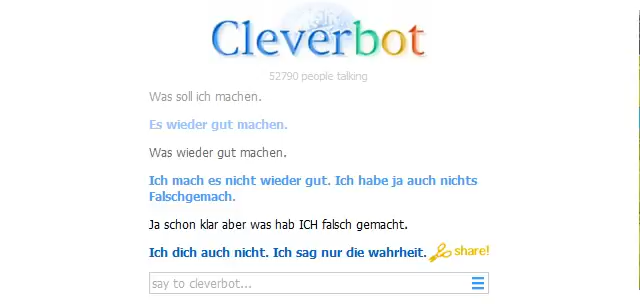 Cleverbot
52790 people talking
Was soll ich machen.
Es wieder gut machen.
Was wieder gut machen.
Ich mach es nicht wieder gut. Ich habe ja auch nichts
Falschgemach.
Ja schon klar aber was hab ICH falsch gemacht.
Ich dich auch nicht. Ich sag nur die wahrheit.
share!
say to cleverbot...